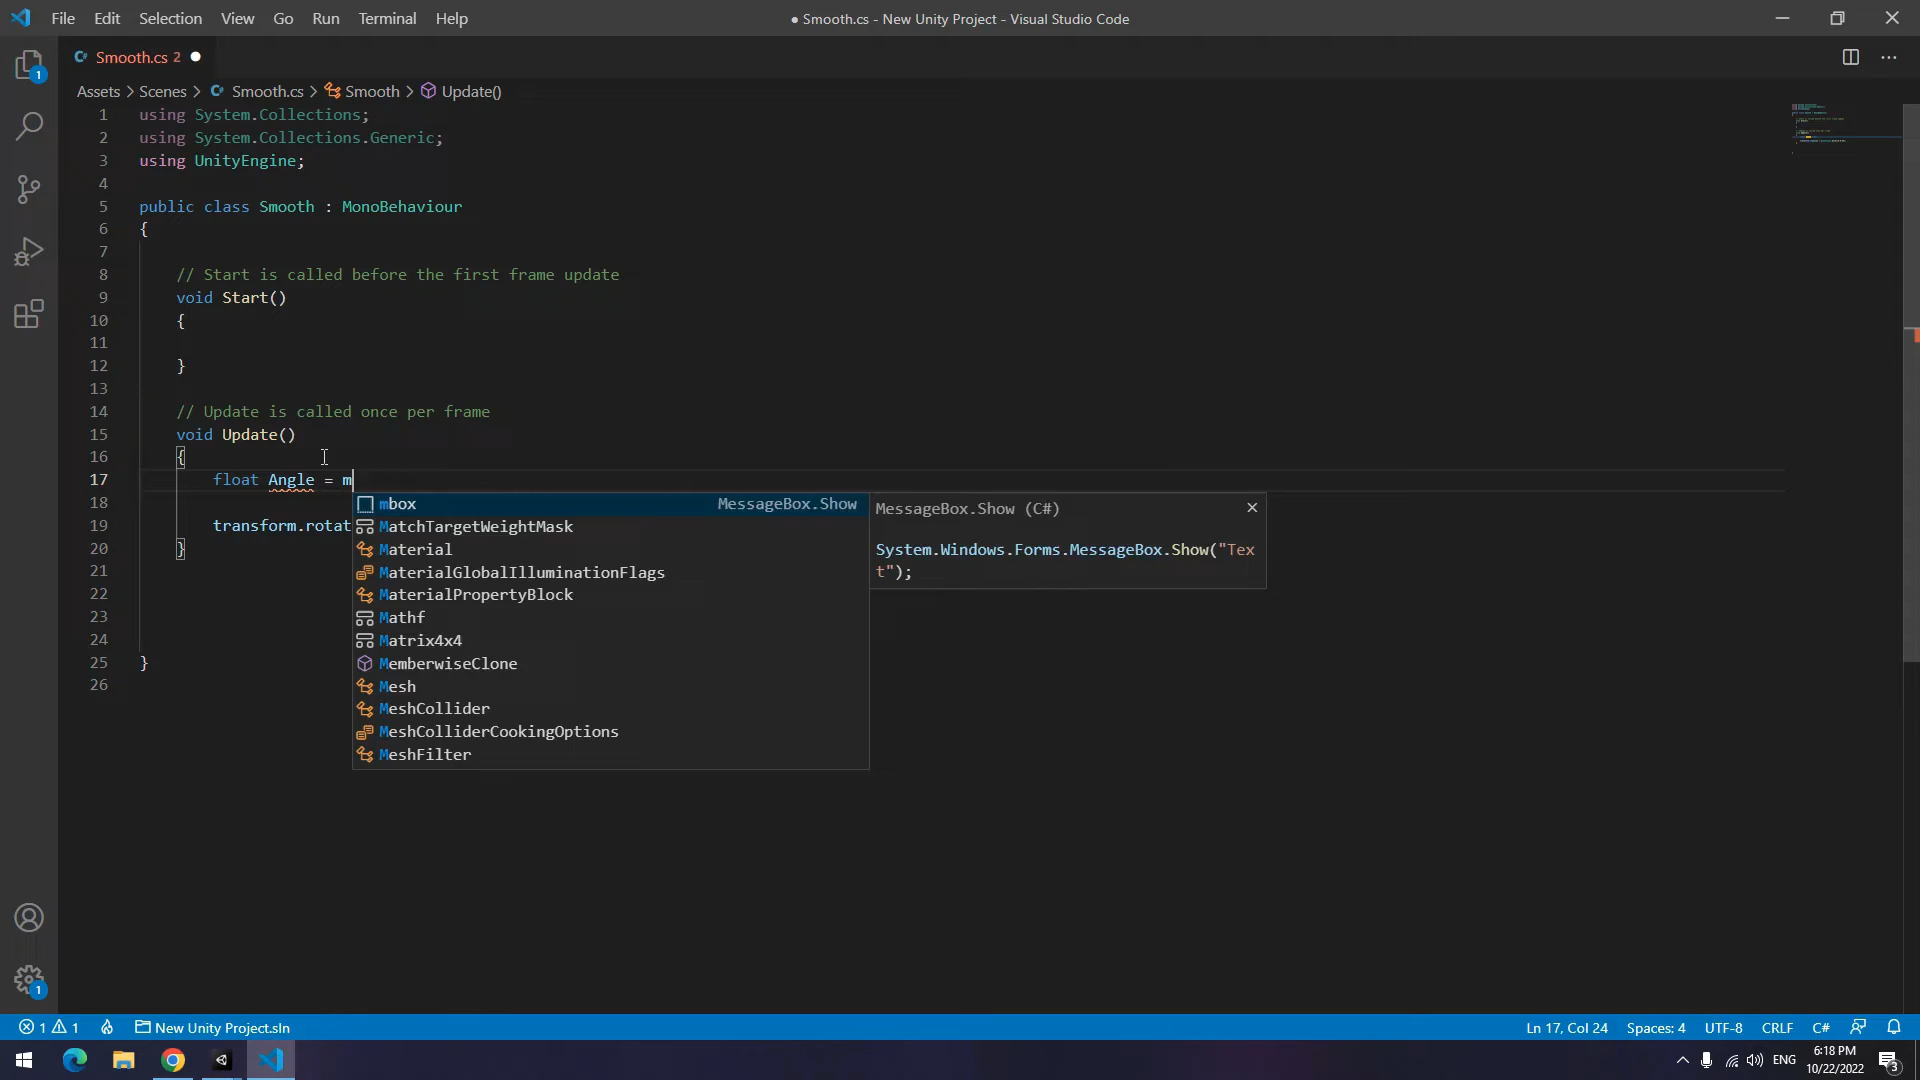 File Edit Selection View Go Run Terminal Help
● Smooth.cs - New Unity Project - Visual Studio Code
Smooth.cs 2
Assets > Scenes > Smooth.cs > Smooth > Update()
1 using System.Collections;
2 using System.Collections.Generic;
3 using UnityEngine;
4
5 public class Smooth : MonoBehaviour
6 {
7
8 // Start is called before the first frame update
9 void Start()
10 {
11
12 }
13
14 // Update is called once per frame
15 void Update()
16 {
17 float Angle = m
18
19 transform.rotat
20 }
21
22
23
24
25 }
26
mbox MessageBox.Show
MatchTargetWeightMask
Material
MaterialGlobalIlluminationFlags
MaterialPropertyBlock
Mathf
Matrix4x4
MemberwiseClone
Mesh
MeshCollider
MeshColliderCookingOptions
MeshFilter
MessageBox.Show (C#)
System.Windows.Forms.MessageBox.Show("Tex
t");
1
1
1 1 New Unity Project.sln
Ln 17, Col 24 Spaces: 4 UTF-8 CRLF C#
ENG
6:18 PM
10/22/2022
3